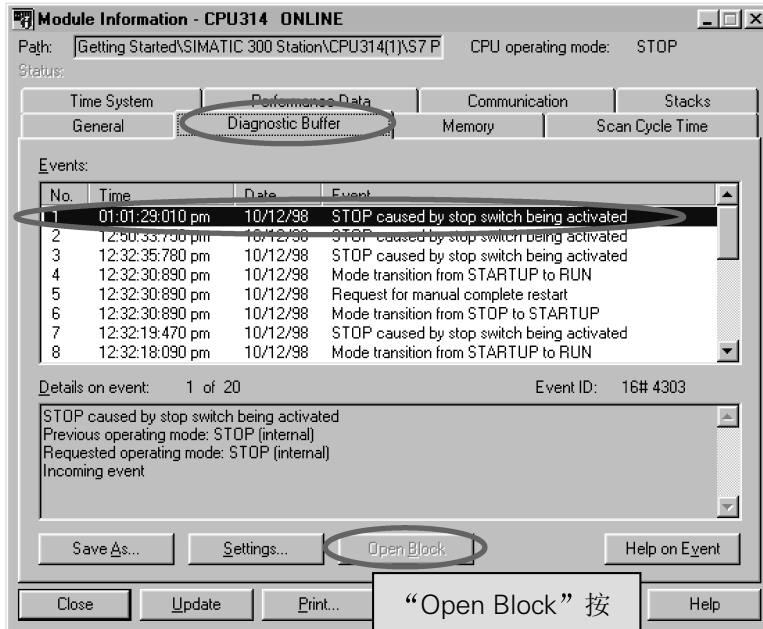 Module Information - CPU314 ONLINE
Path: Getting Started\SIMATIC 300 Station\CPU314(1)\S7 P CPU operating mode: STOP
Status:
Time System Performance Data Communication Stacks
General Diagnostic Buffer Memory Scan Cycle Time
Events:
No. Time Date Event
1 01:01:29:010 pm 10/12/98 STOP caused by stop switch being activated
2 12:50:33:790 pm 10/12/98 STOP caused by stop switch being activated
3 12:32:35:780 pm 10/12/98 STOP caused by stop switch being activated
4 12:32:30:890 pm 10/12/98 Mode transition from STARTUP to RUN
5 12:32:30:890 pm 10/12/98 Request for manual complete restart
6 12:32:30:890 pm 10/12/98 Mode transition from STOP to STARTUP
7 12:32:19:470 pm 10/12/98 STOP caused by stop switch being activated
8 12:32:18:090 pm 10/12/98 Mode transition from STARTUP to RUN
Details on event: 1 of 20 Event ID: 16# 4303
STOP caused by stop switch being activated
Previous operating mode: STOP (internal)
Requested operating mode: STOP (internal)
Incoming event
Save As... Settings... Open Block Help on Event
Close Update Print... Help
“Open Block”按